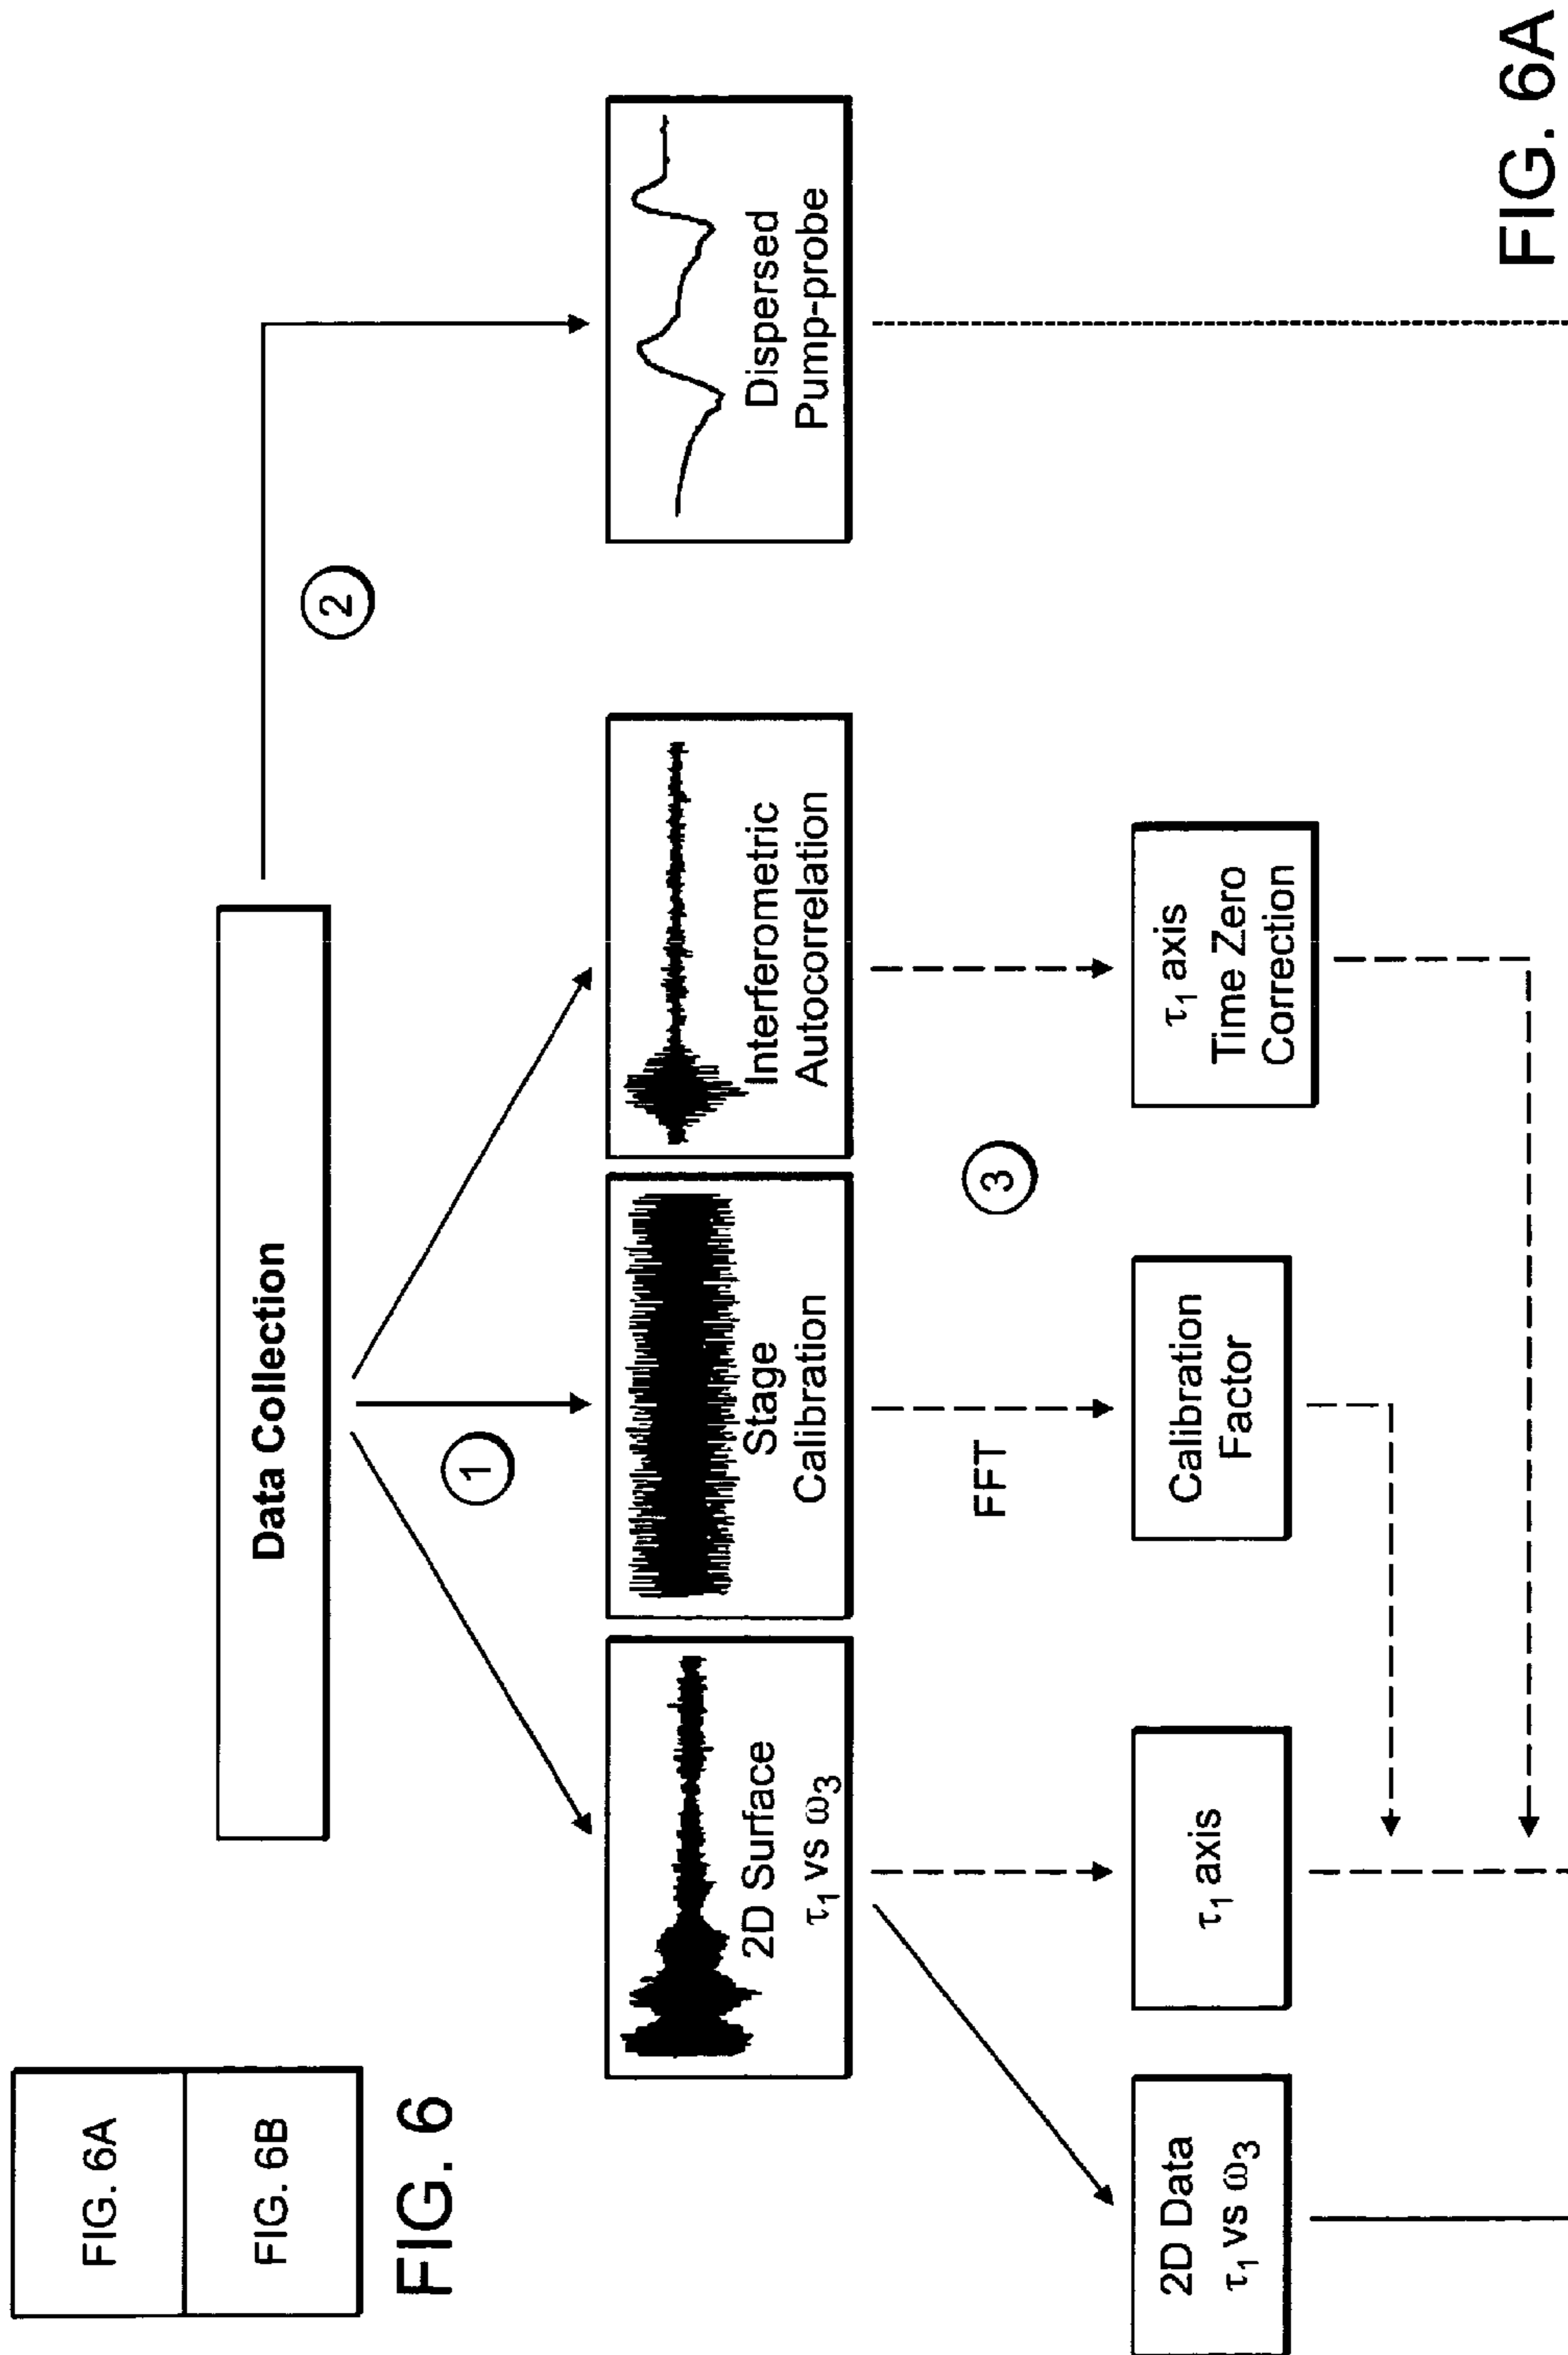 FIG. 6A
FIG. 6B
FIG. 6
Data Collection
1
2
2D Surface
τ₁ vs ω₃
Stage
Calibration
Interferometric
Autocorrelation
Dispersed
Pump-probe
FFT
3
2D Data
τ₁ vs ω₃
τ₁ axis
Calibration
Factor
τ₁ axis
Time Zero
Correction
FIG. 6A